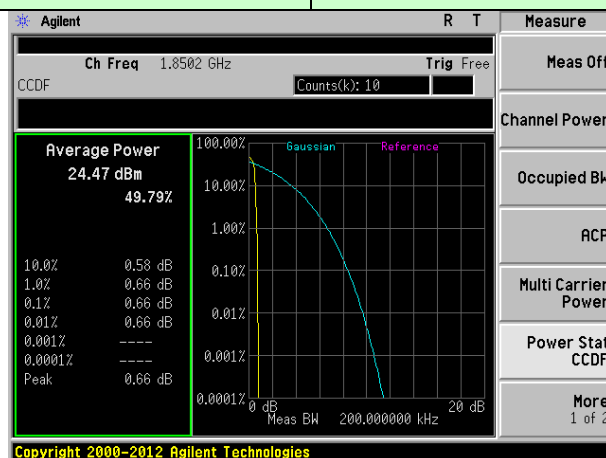 Agilent R T Measure
Ch Freq 1.8502 GHz Trig Free
CCDF Counts(k): 10
Meas Off
Channel Power
Occupied BW
ACP
Multi Carrier
Power
Power Stat
CCDF
More
1 of 2
Average Power
24.47 dBm
49.79%
10.0% 0.58 dB
1.0% 0.66 dB
0.1% 0.66 dB
0.01% 0.66 dB
0.001% ----
0.0001% ----
Peak 0.66 dB
Gaussian Reference
100.00%
10.00%
1.00%
0.10%
0.01%
0.001%
0.0001%
0 dB 20 dB
Meas BW 200.000000 kHz
Copyright 2000-2012 Agilent Technologies